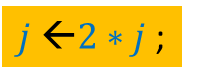 j ← 2 * j ;